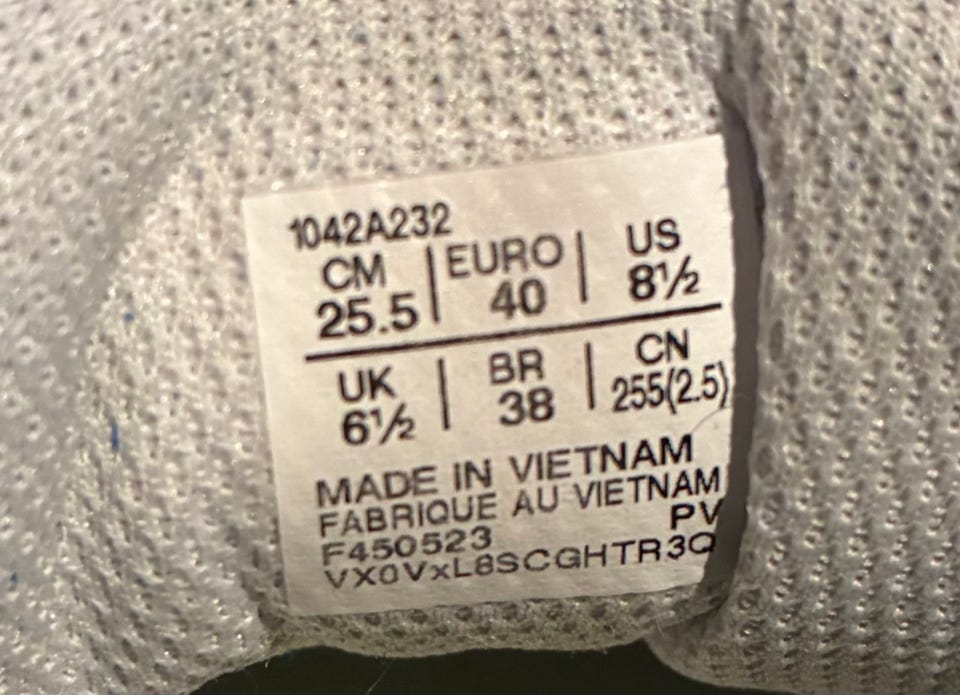 1042A232
CM | EURO | US
25.5 | 40 | 8½
UK | BR | CN
6½ | 38 | 255(2.5)
MADE IN VIETNAM
FABRIQUE AU VIETNAM
PV
F450523
VX0VxL8SCGHTR3Q